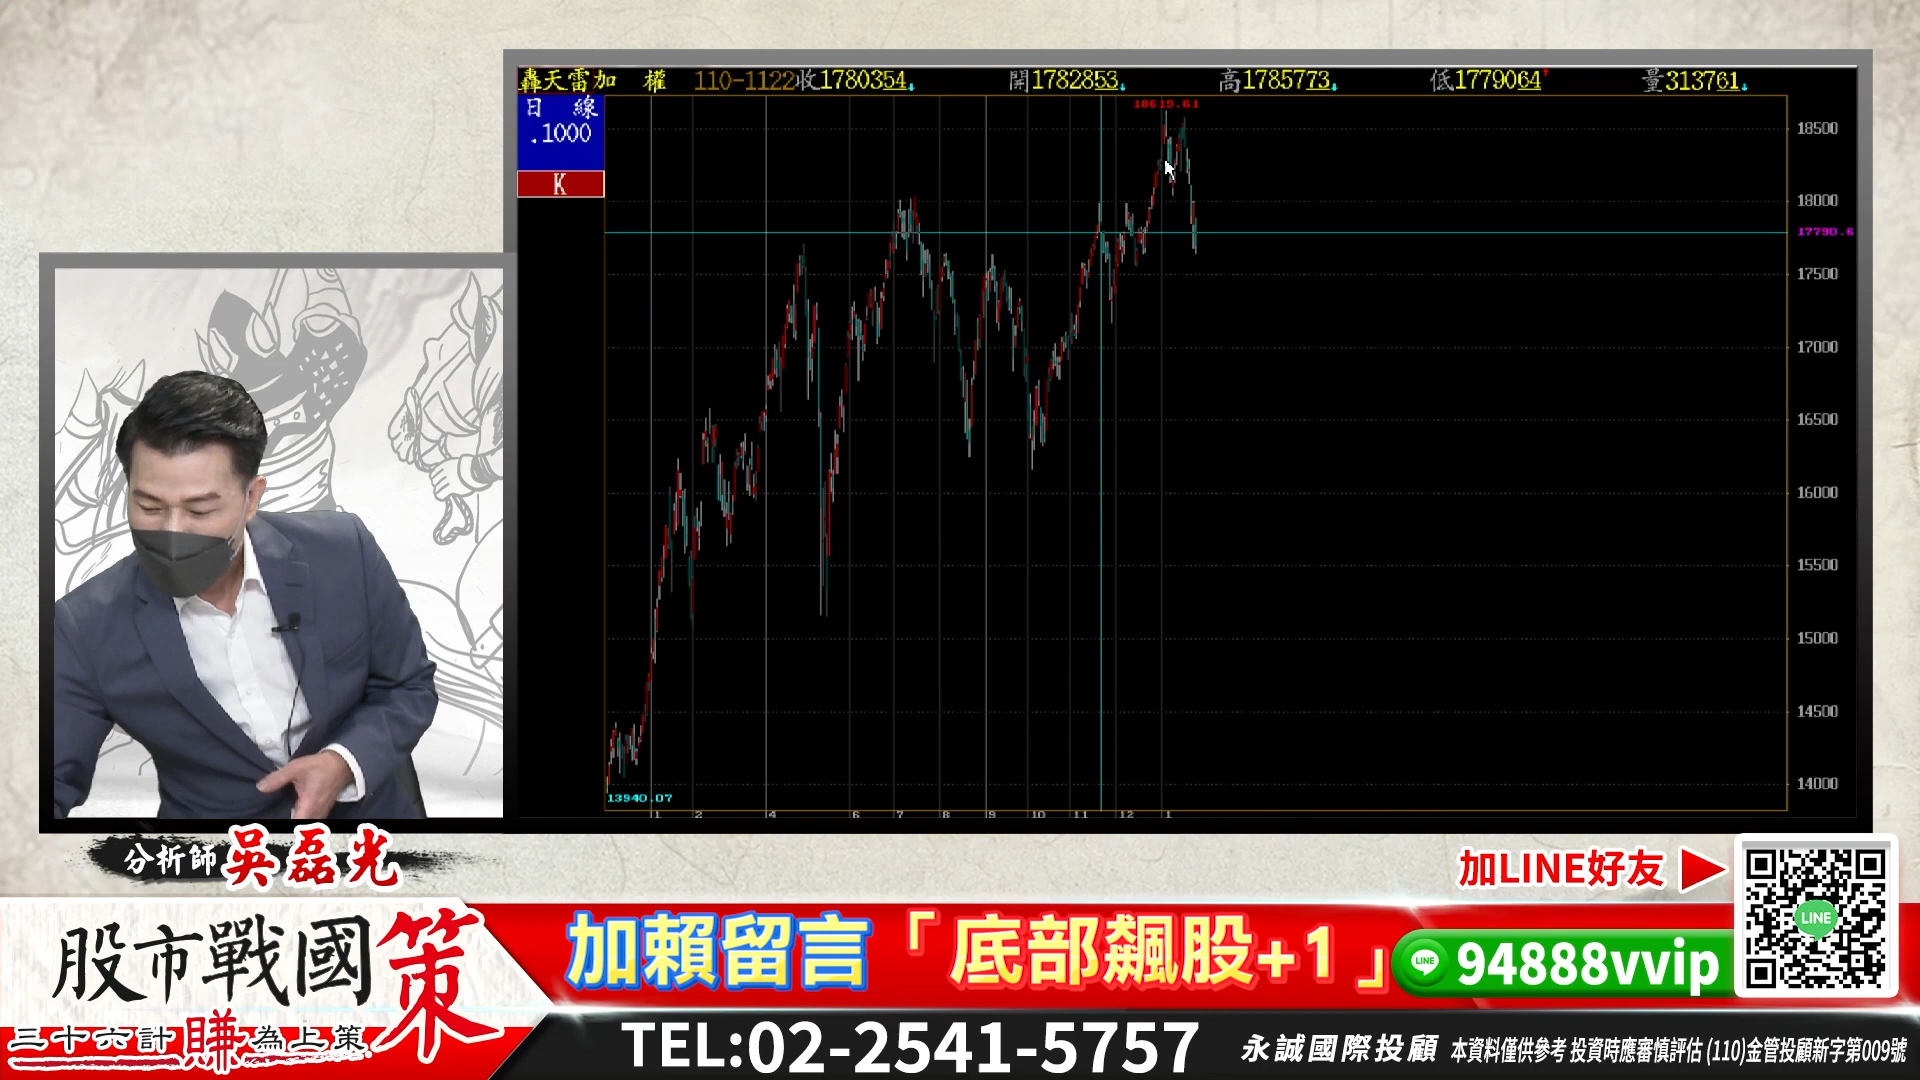 轟天雷加 權 110-1122收1780354↓ 開1782853↓ 高1785773↓ 低1779064↑ 量313761↓
日 線
.1000
K
18619.61
18500
18000
17790.6
17500
17000
16500
16000
15500
15000
14500
14000
13940.07
1 2 4 6 7 8 9 10 11 12 1
分析師 吳磊光
加LINE好友
LINE
股市戰國策
三十六計 賺 為上策
加賴留言「底部飆股+1」
LINE 94888vvip
TEL:02-2541-5757
永誠國際投顧 本資料僅供參考 投資時應審慎評估 (110)金管投顧新字第009號